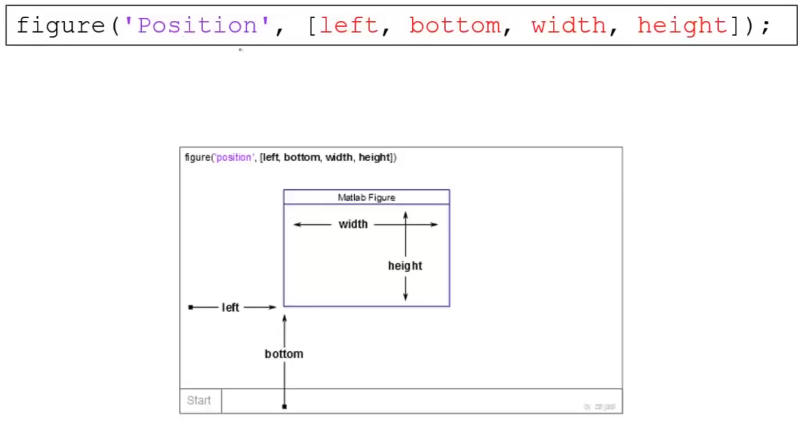 figure('Position', [left, bottom, width, height]);
figure('position', [left, bottom, width, height])
Matlab Figure
width
height
left
bottom
Start